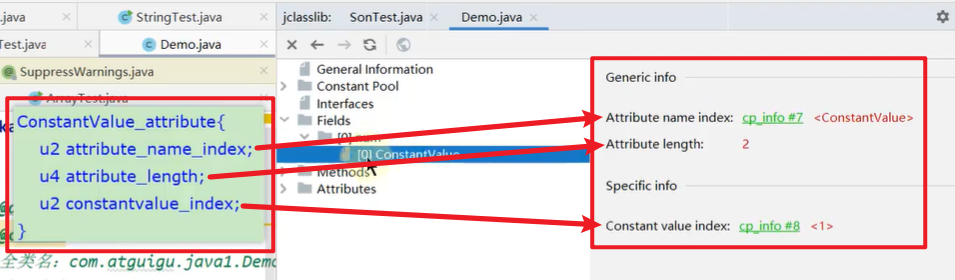 .java
StringTest.java
Test.java
Demo.java
SuppressWarnings.java
ArrayTest.java
ConstantValue_attribute{
u2 attribute_name_index;
u4 attribute_length;
u2 constantvalue_index;
}
全类名：com.atguigu.java1.Demo
jclasslib:
SonTest.java
Demo.java
General Information
Constant Pool
Interfaces
Fields
[0] num
[0] ConstantValue
Methods
Attributes
Generic info
Attribute name index: cp_info #7 <ConstantValue>
Attribute length: 2
Specific info
Constant value index: cp_info #8 <1>